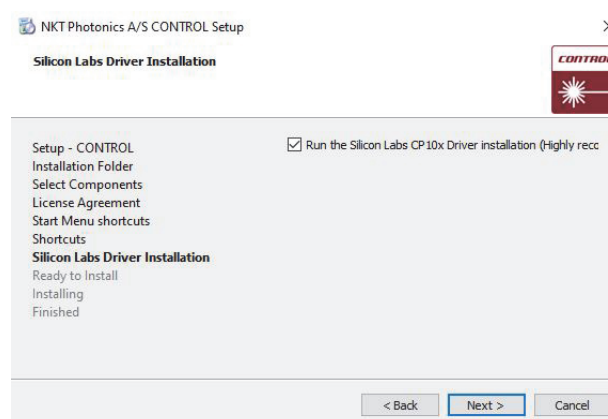 NKT Photonics A/S CONTROL Setup
Silicon Labs Driver Installation
CONTROL
Setup - CONTROL
Installation Folder
Select Components
License Agreement
Start Menu shortcuts
Shortcuts
Silicon Labs Driver Installation
Ready to Install
Installing
Finished
Run the Silicon Labs CP10x Driver installation (Highly recc
< Back
Next >
Cancel